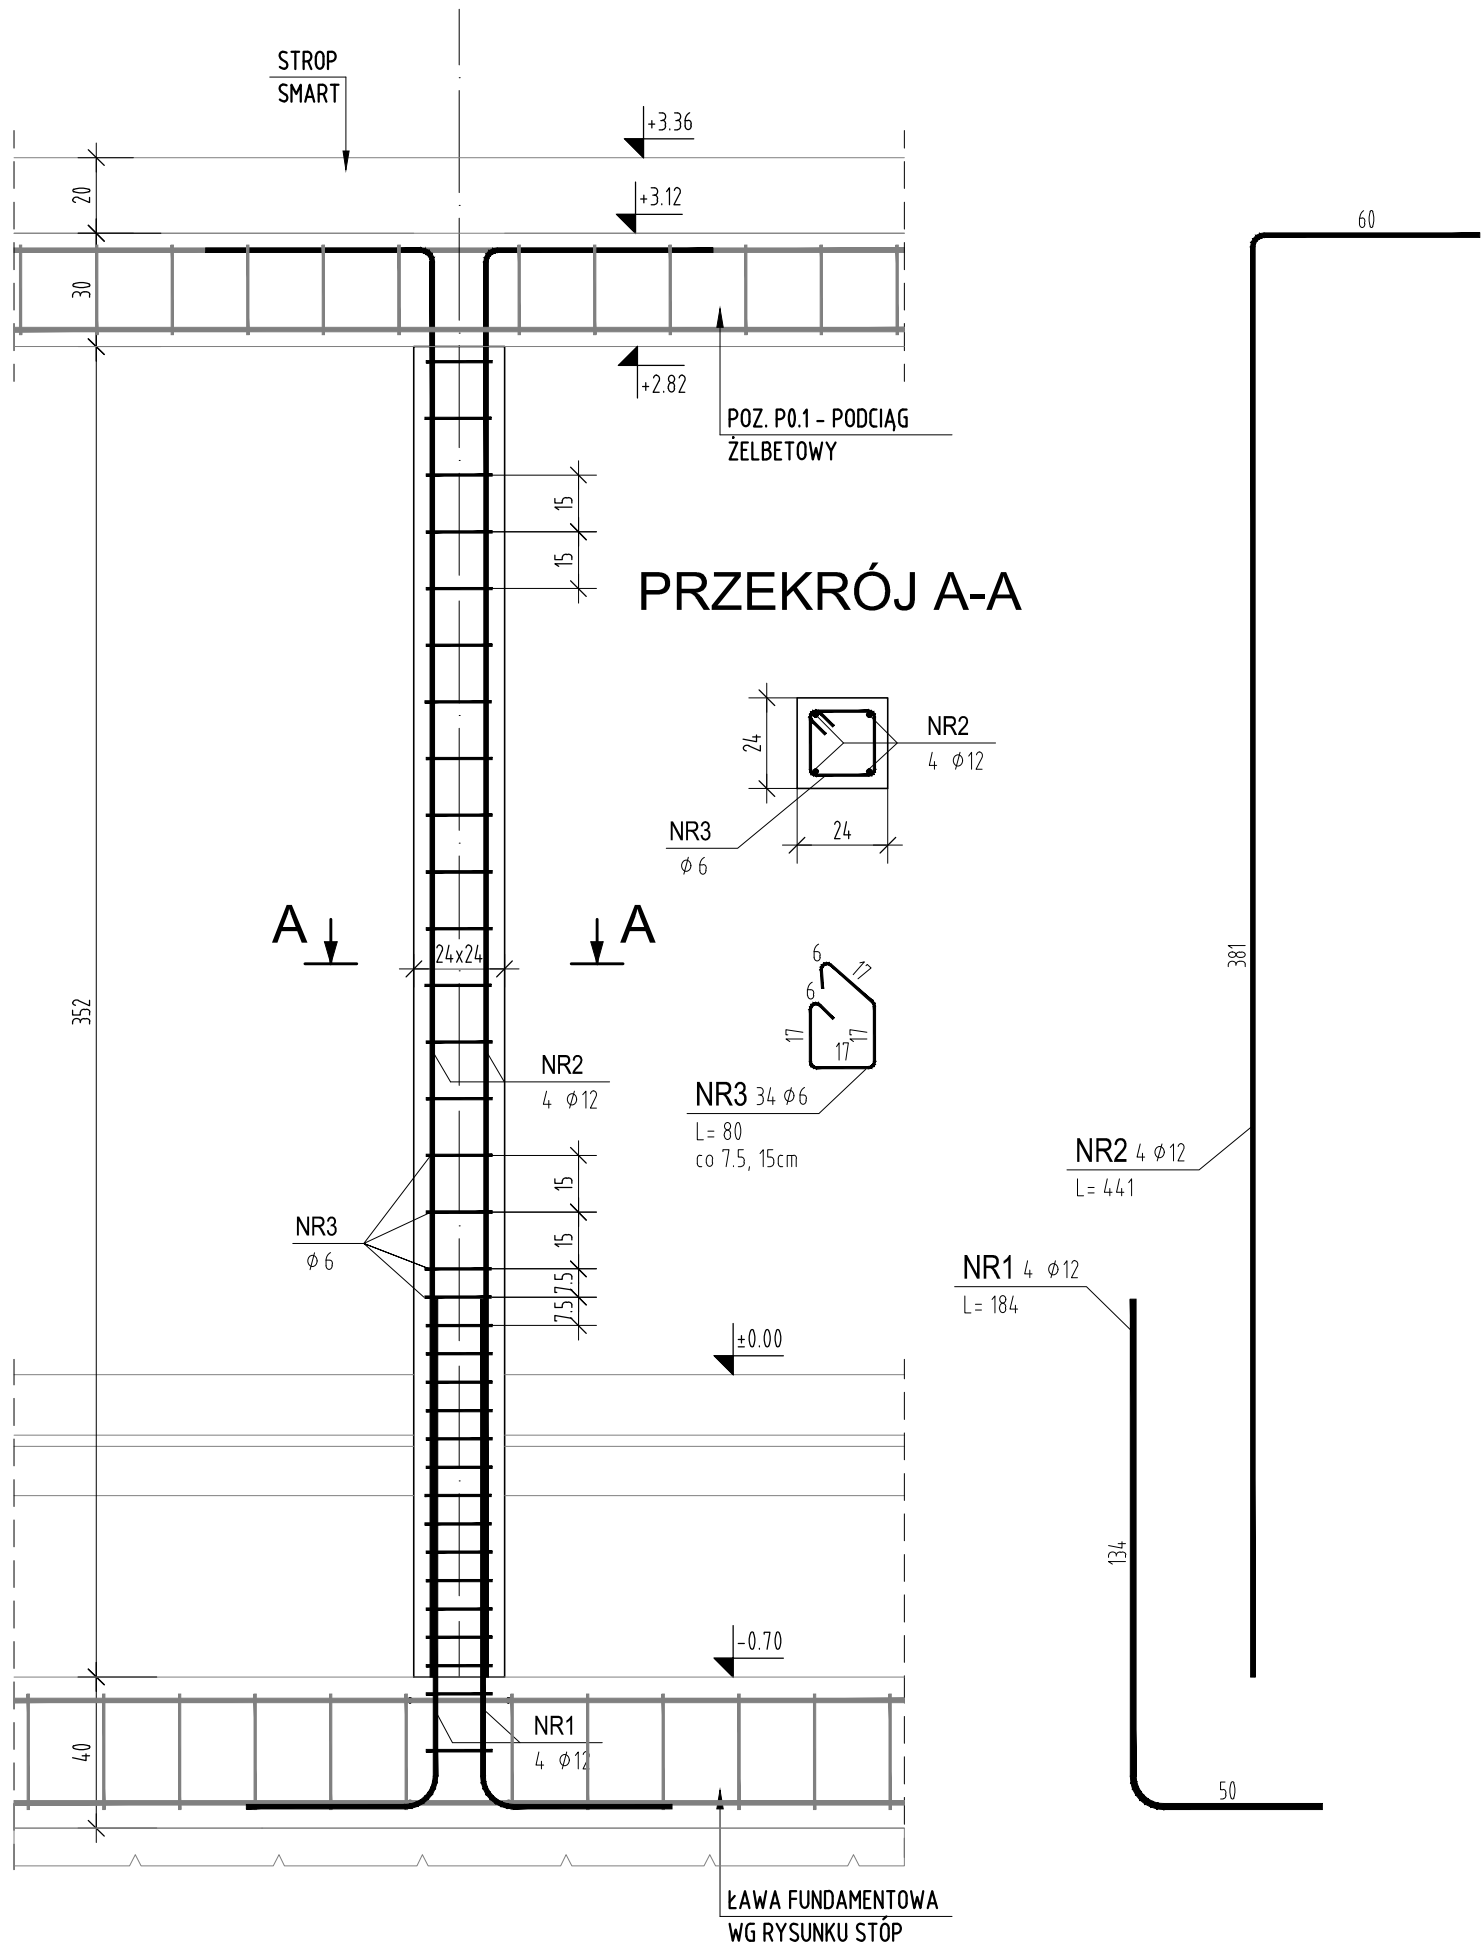 STROP
SMART
+3.36
20
+3.12
60
30
+2.82
POZ. P0.1 - PODCIĄG
ŻELBETOWY
15
15
PRZEKRÓJ A-A
24
NR2
4 ϕ12
NR3
ϕ6
24
A
A
24x24
381
352
6
17
6
17
17
17
NR2
4 ϕ12
NR3 34 ϕ6
L= 80
co 7.5, 15cm
NR2 4 ϕ12
L= 441
15
NR3
ϕ6
15
7.5
7.5
NR1 4 ϕ12
L= 184
±0.00
134
-0.70
NR1
4 ϕ12
40
50
ŁAWA FUNDAMENTOWA
WG RYSUNKU STÓP